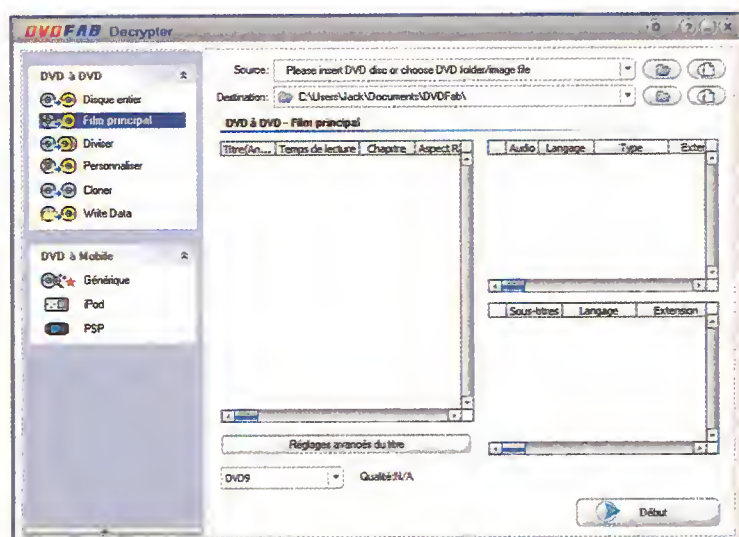 DVDFAB Decrypter
DVD à DVD
Disque entier
Film principal
Diviser
Personnaliser
Cloner
Write Data
DVD à Mobile
Générique
iPod
PSP
Source: Please insert DVD disc or choose DVD folder/image file
Destination: C:\Users\Jack\Documents\DVDFab\
DVD à DVD - Film principal
Titre(An... Temps de lecture Chapitre Aspect R
Audio Langage Type Exter
Sous-titres Langage Extension
Réglages avancés du titre
DVD9 Qualité:N/A
Début